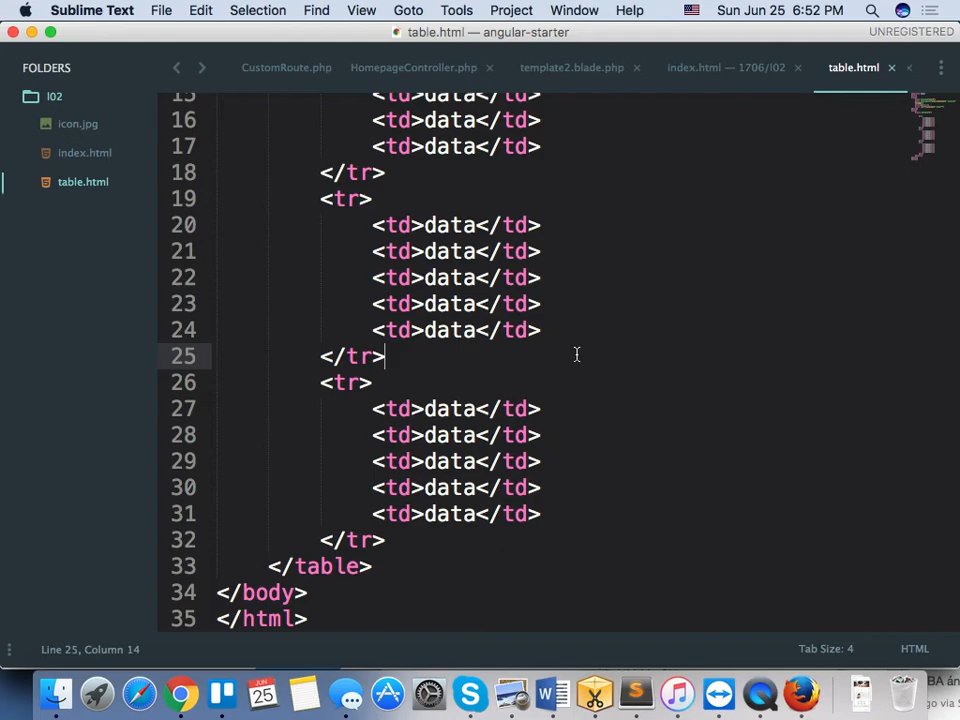 Sublime Text File Edit Selection Find View Goto Tools Project Window Help Sun Jun 25 6:52 PM
table.html — angular-starter UNREGISTERED
FOLDERS
l02
icon.jpg
index.html
table.html
CustomRoute.php HomepageController.php × template2.blade.php × index.html — 1706/l02 × table.html ×
15 <td>data</td>
16 <td>data</td>
17 <td>data</td>
18 </tr>
19 <tr>
20 <td>data</td>
21 <td>data</td>
22 <td>data</td>
23 <td>data</td>
24 <td>data</td>
25 </tr>
26 <tr>
27 <td>data</td>
28 <td>data</td>
29 <td>data</td>
30 <td>data</td>
31 <td>data</td>
32 </tr>
33 </table>
34 </body>
35 </html>
Line 25, Column 14 Tab Size: 4 HTML
JUN
25